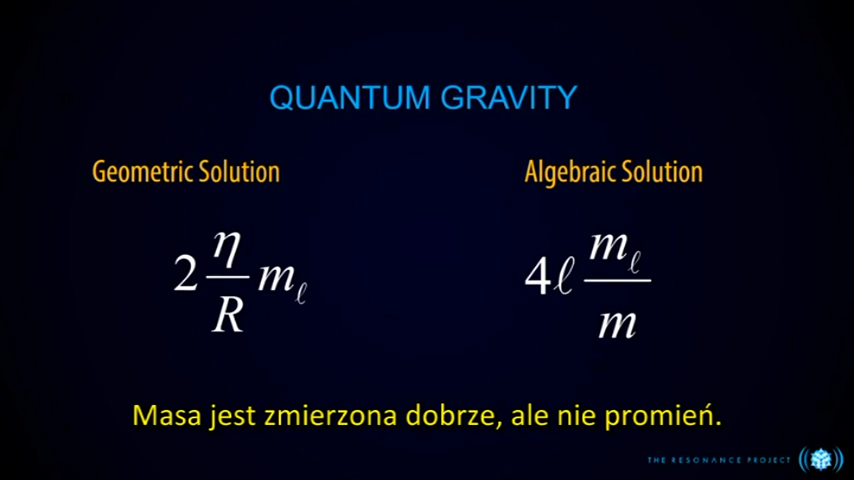 QUANTUM GRAVITY
Geometric Solution
Algebraic Solution
2 η/R mℓ
4ℓ mℓ/m
Masa jest zmierzona dobrze, ale nie promień.
THE RESONANCE PROJECT